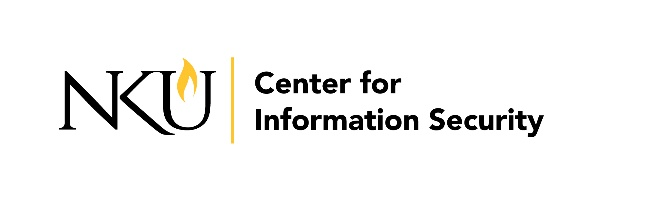 NKU
Center for
Information Security